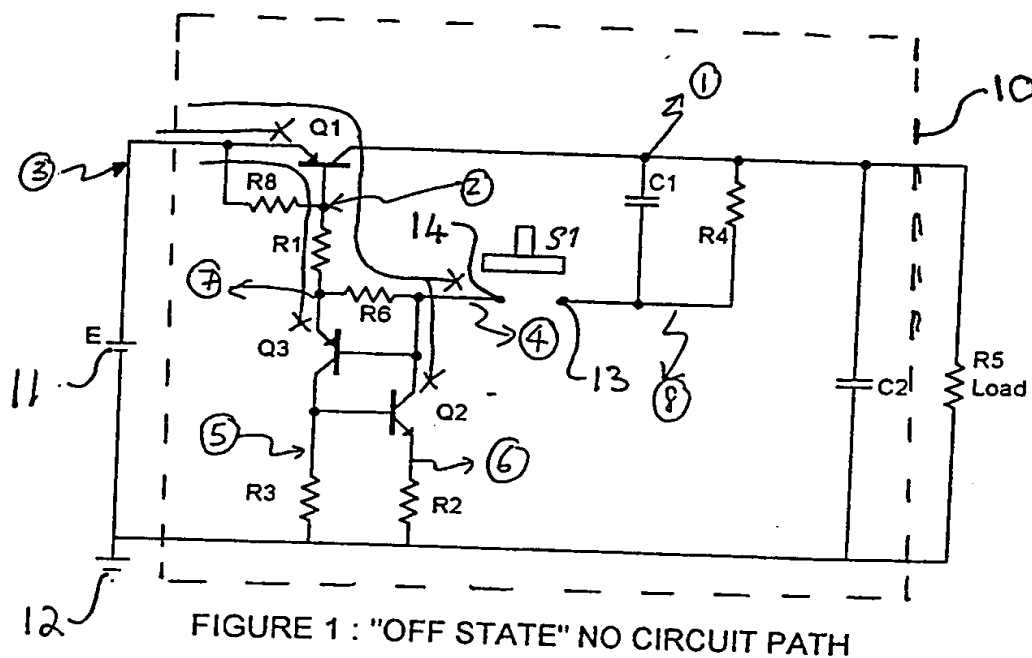 10
①
Q1
③
R8
②
C1
14
S1
R4
R1
⑦
R6
④
E
Q3
13
R5
Load
11
⑧
C2
Q2
⑤
⑥
R3
R2
12
FIGURE 1 : "OFF STATE" NO CIRCUIT PATH